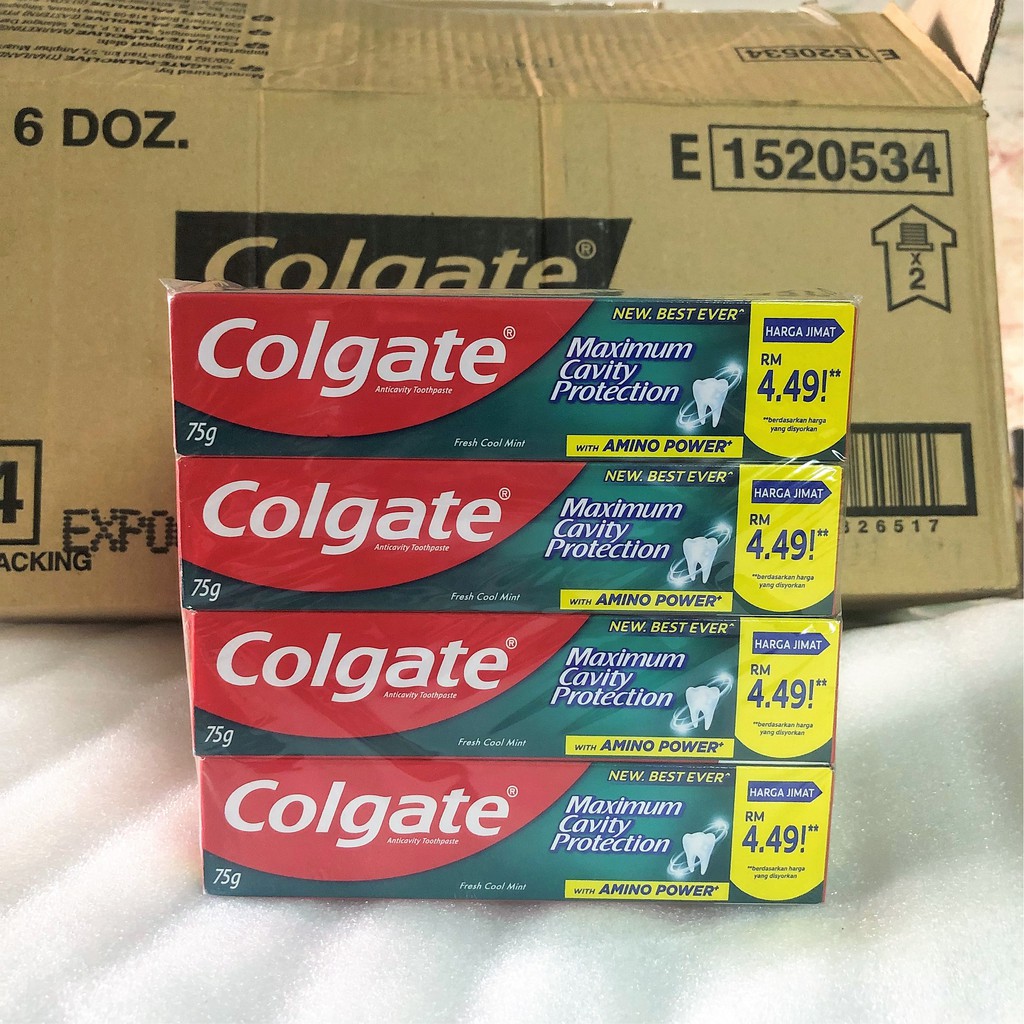 6 DOZ.
E 1520534
E 1520534
Colgate®
x
2
ACKING
26517
Colgate®
Anticavity Toothpaste
75g
Fresh Cool Mint
NEW. BEST EVER^
Maximum
Cavity
Protection
WITH AMINO POWER+
HARGA JIMAT
RM
4.49!**
**berdasarkan harga
yang disyorkan
Colgate®
Anticavity Toothpaste
75g
Fresh Cool Mint
NEW. BEST EVER^
Maximum
Cavity
Protection
WITH AMINO POWER+
HARGA JIMAT
RM
4.49!**
**berdasarkan harga
yang disyorkan
Colgate®
Anticavity Toothpaste
75g
Fresh Cool Mint
NEW. BEST EVER^
Maximum
Cavity
Protection
WITH AMINO POWER+
HARGA JIMAT
RM
4.49!**
**berdasarkan harga
yang disyorkan
Colgate®
Anticavity Toothpaste
75g
Fresh Cool Mint
NEW. BEST EVER^
Maximum
Cavity
Protection
WITH AMINO POWER+
HARGA JIMAT
RM
4.49!**
**berdasarkan harga
yang disyorkan